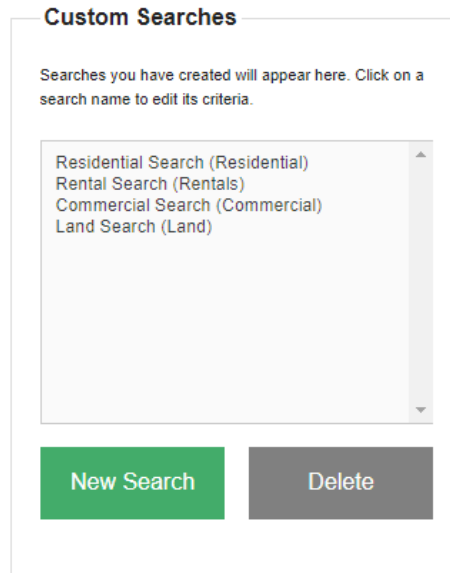 Custom Searches
Searches you have created will appear here. Click on a
search name to edit its criteria.
Residential Search (Residential)
Rental Search (Rentals)
Commercial Search (Commercial)
Land Search (Land)
New Search
Delete